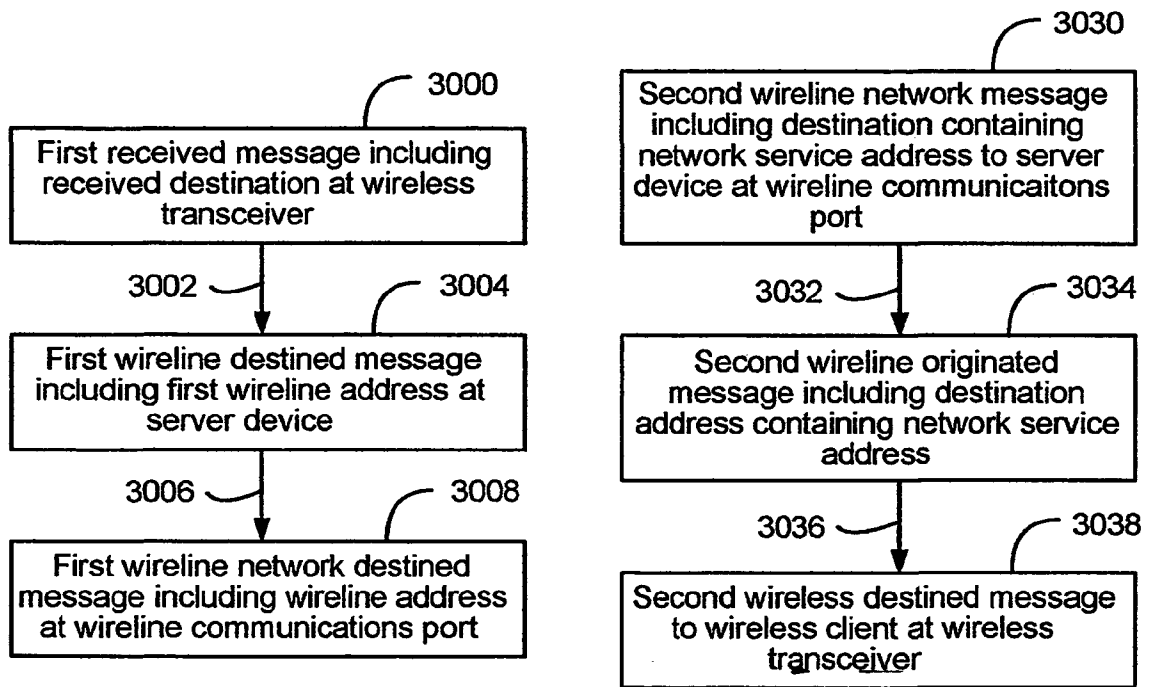 3000
First received message including
received destination at wireless
transceiver
3002
3004
First wireline destined message
including first wireline address at
server device
3006
3008
First wireline network destined
message including wireline address
at wireline communications port
3030
Second wireline network message
including destination containing
network service address to server
device at wireline communicaitons
port
3032
3034
Second wireline originated
message including destination
address containing network service
address
3036
3038
Second wireless destined message
to wireless client at wireless
transceiver